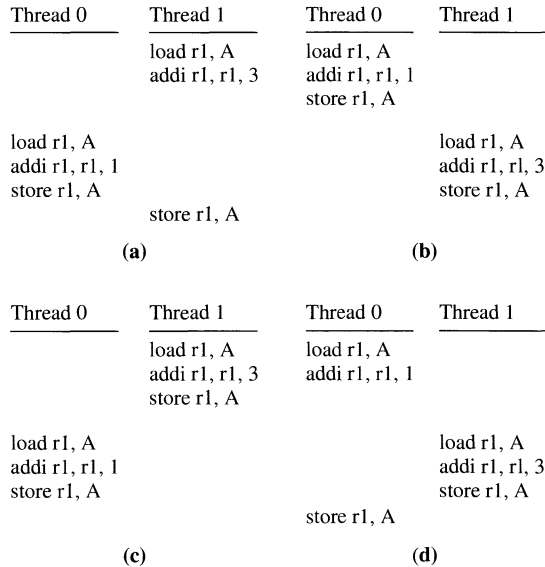 Thread 0 Thread 1
load r1, A
addi r1, r1, 3
load r1, A
addi r1, r1, 1
store r1, A
store r1, A
(a)
Thread 0 Thread 1
load r1, A
addi r1, r1, 1
store r1, A
load r1, A
addi r1, rl, 3
store r1, A
(b)
Thread 0 Thread 1
load r1, A
addi r1, r1, 3
store r1, A
load r1, A
addi r1, r1, 1
store r1, A
(c)
Thread 0 Thread 1
load r1, A
addi r1, r1, 1
load r1, A
addi r1, rl, 3
store r1, A
store r1, A
(d)